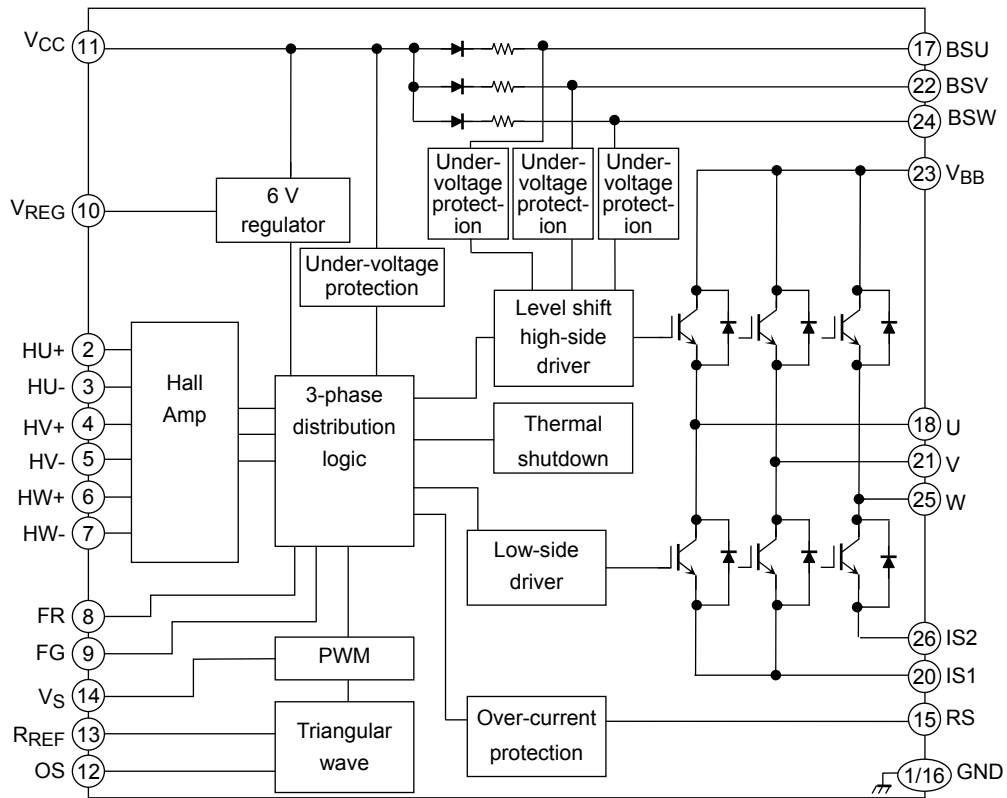 VCC 11
17 BSU
22 BSV
24 BSW
23 VBB
VREG 10
6 V
regulator
Under-
voltage
protect-
ion
Under-
voltage
protect-
ion
Under-
voltage
protect-
ion
Under-voltage
protection
Level shift
high-side
driver
HU+ 2
HU- 3
HV+ 4
HV- 5
HW+ 6
HW- 7
Hall
Amp
3-phase
distribution
logic
Thermal
shutdown
18 U
21 V
25 W
Low-side
driver
FR 8
FG 9
VS 14
RREF 13
OS 12
PWM
Triangular
wave
Over-current
protection
26 IS2
20 IS1
15 RS
1/16 GND